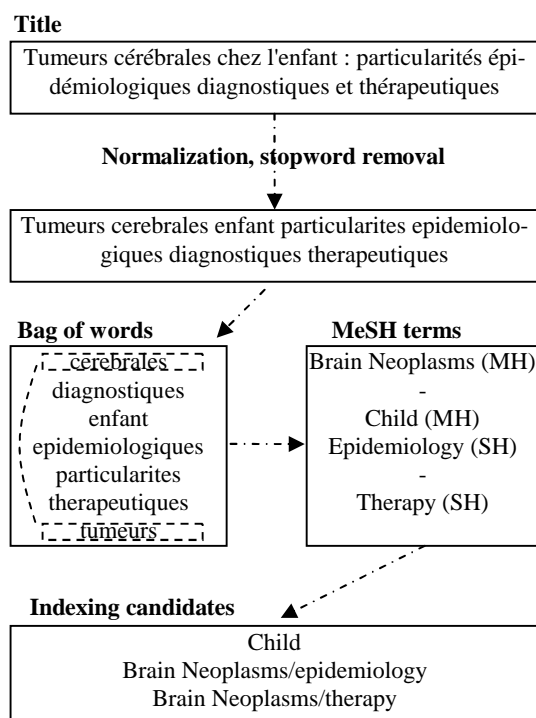 Title
Tumeurs cérébrales chez l'enfant : particularités épi-
démiologiques diagnostiques et thérapeutiques
Normalization, stopword removal
Tumeurs cerebrales enfant particularites epidemiolo-
giques diagnostiques therapeutiques
Bag of words
MeSH terms
cerebrales
Brain Neoplasms (MH)
diagnostiques
-
enfant
Child (MH)
epidemiologiques
Epidemiology (SH)
particularites
-
therapeutiques
Therapy (SH)
tumeurs
Indexing candidates
Child
Brain Neoplasms/epidemiology
Brain Neoplasms/therapy